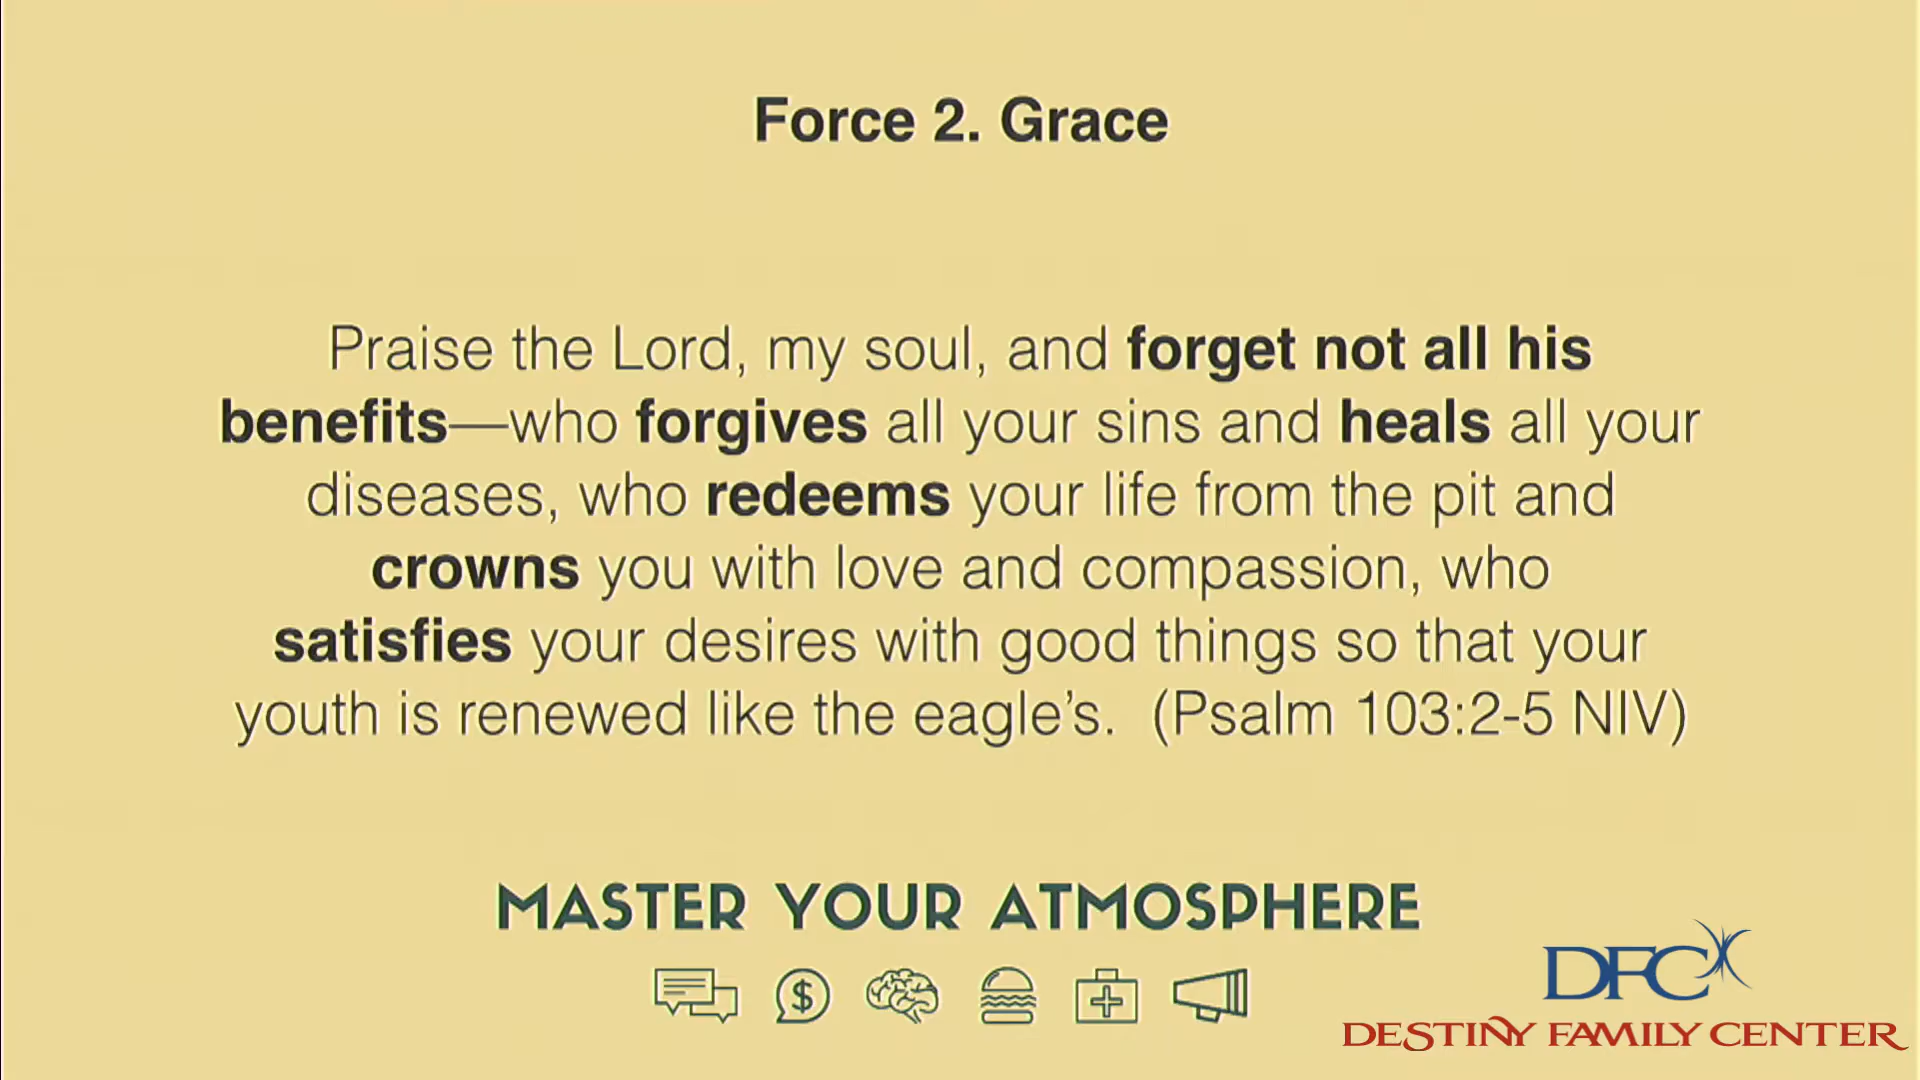 Force 2. Grace
Praise the Lord, my soul, and forget not all his
benefits—who forgives all your sins and heals all your
diseases, who redeems your life from the pit and
crowns you with love and compassion, who
satisfies your desires with good things so that your
youth is renewed like the eagle’s.  (Psalm 103:2-5 NIV)
MASTER YOUR ATMOSPHERE
$
DFC
DESTINY FAMILY CENTER